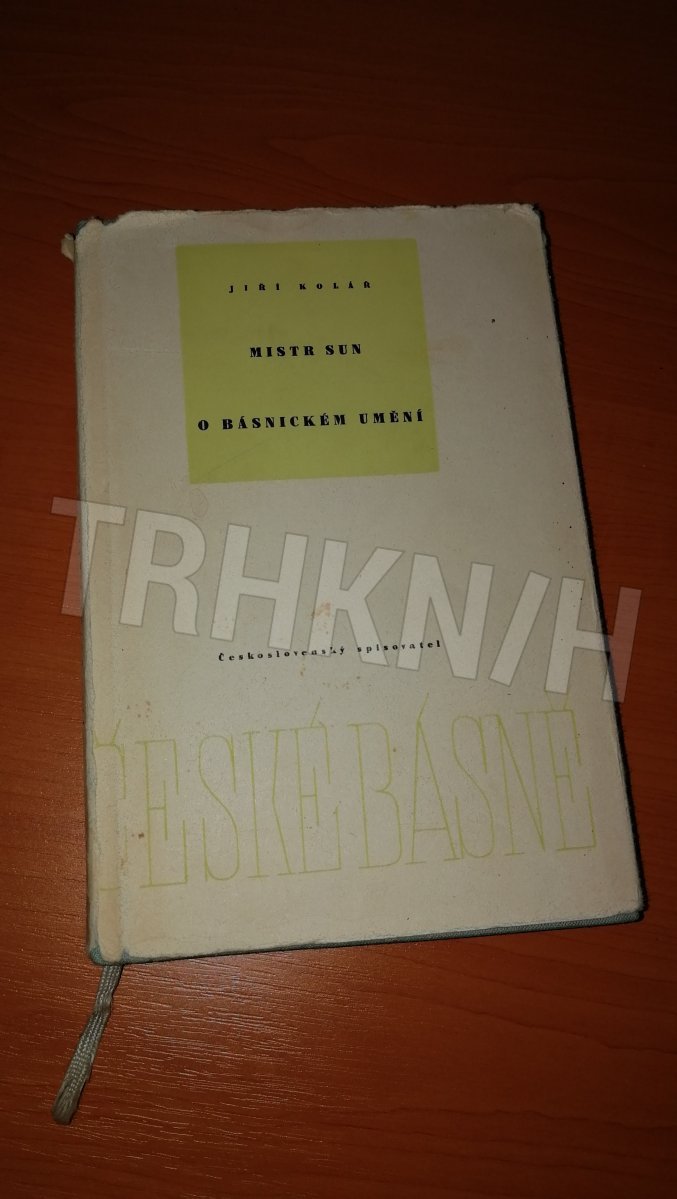 JIŘÍ KOLÁŘ
MISTR SUN
O BÁSNICKÉM UMĚNÍ
TRHKNIH
Československý spisovatel
ČESKÉ BÁSNĚ